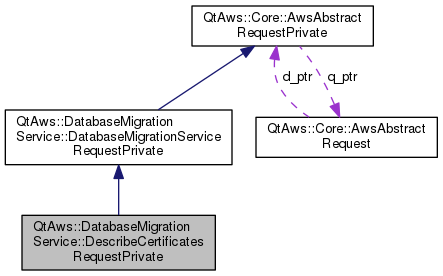 QtAws::Core::AwsAbstract
RequestPrivate
d_ptr
q_ptr
QtAws::DatabaseMigration
Service::DatabaseMigrationService
RequestPrivate
QtAws::Core::AwsAbstract
Request
QtAws::DatabaseMigration
Service::DescribeCertificates
RequestPrivate